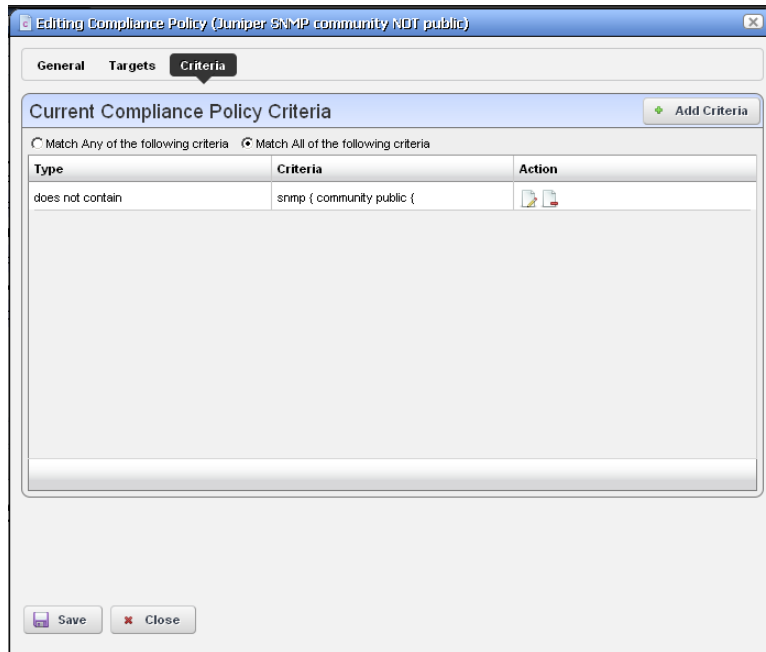 Editing Compliance Policy (Juniper SNMP community NOT public)
General Targets Criteria
Current Compliance Policy Criteria Add Criteria
Match Any of the following criteria Match All of the following criteria
Type Criteria Action
does not contain snmp { community public {
Save Close